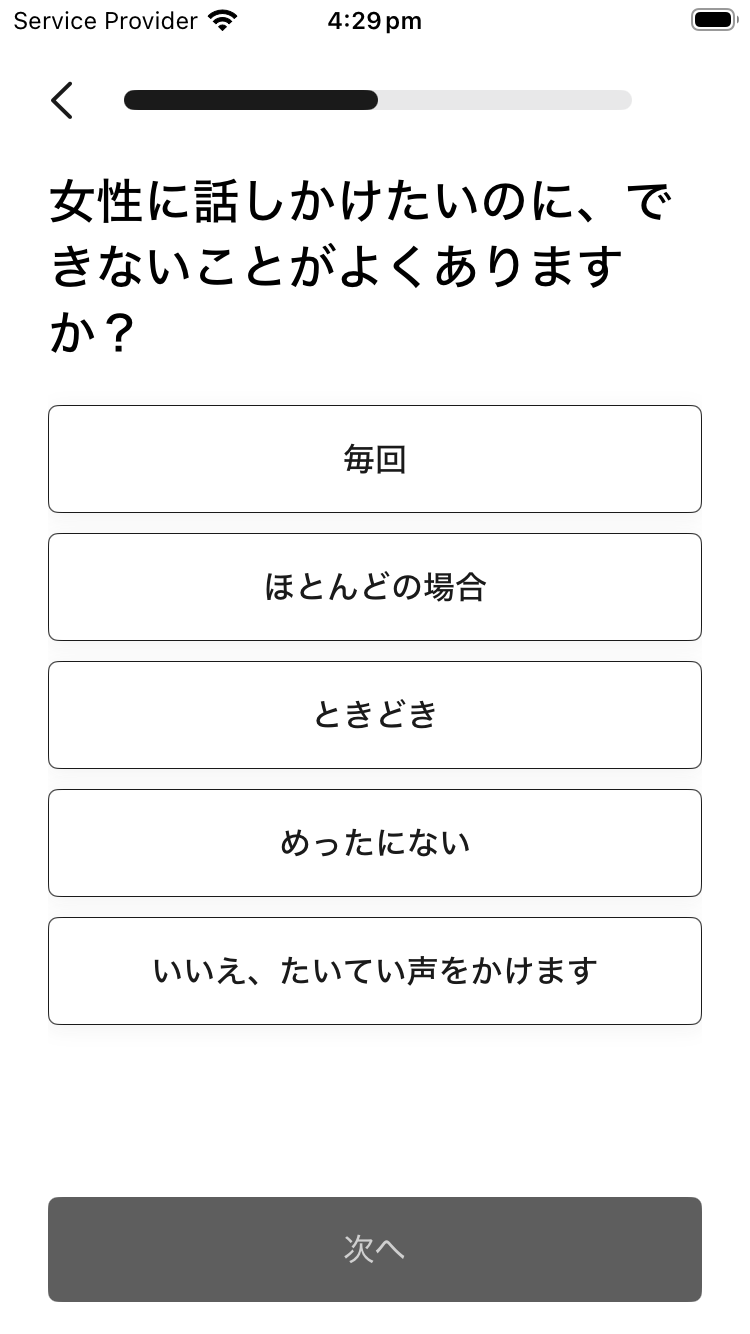 Service Provider 4:29 pm
女性に話しかけたいのに、で
きないことがよくあります
か？
毎回
ほとんどの場合
ときどき
めったにない
いいえ、たいてい声をかけます
次へ